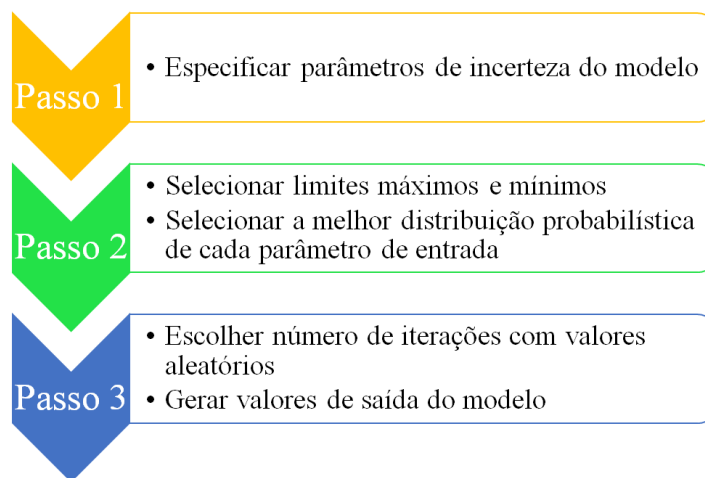 Passo 1
• Especificar parâmetros de incerteza do modelo
Passo 2
• Selecionar limites máximos e mínimos
• Selecionar a melhor distribuição probabilística
de cada parâmetro de entrada
Passo 3
• Escolher número de iterações com valores
aleatórios
• Gerar valores de saída do modelo